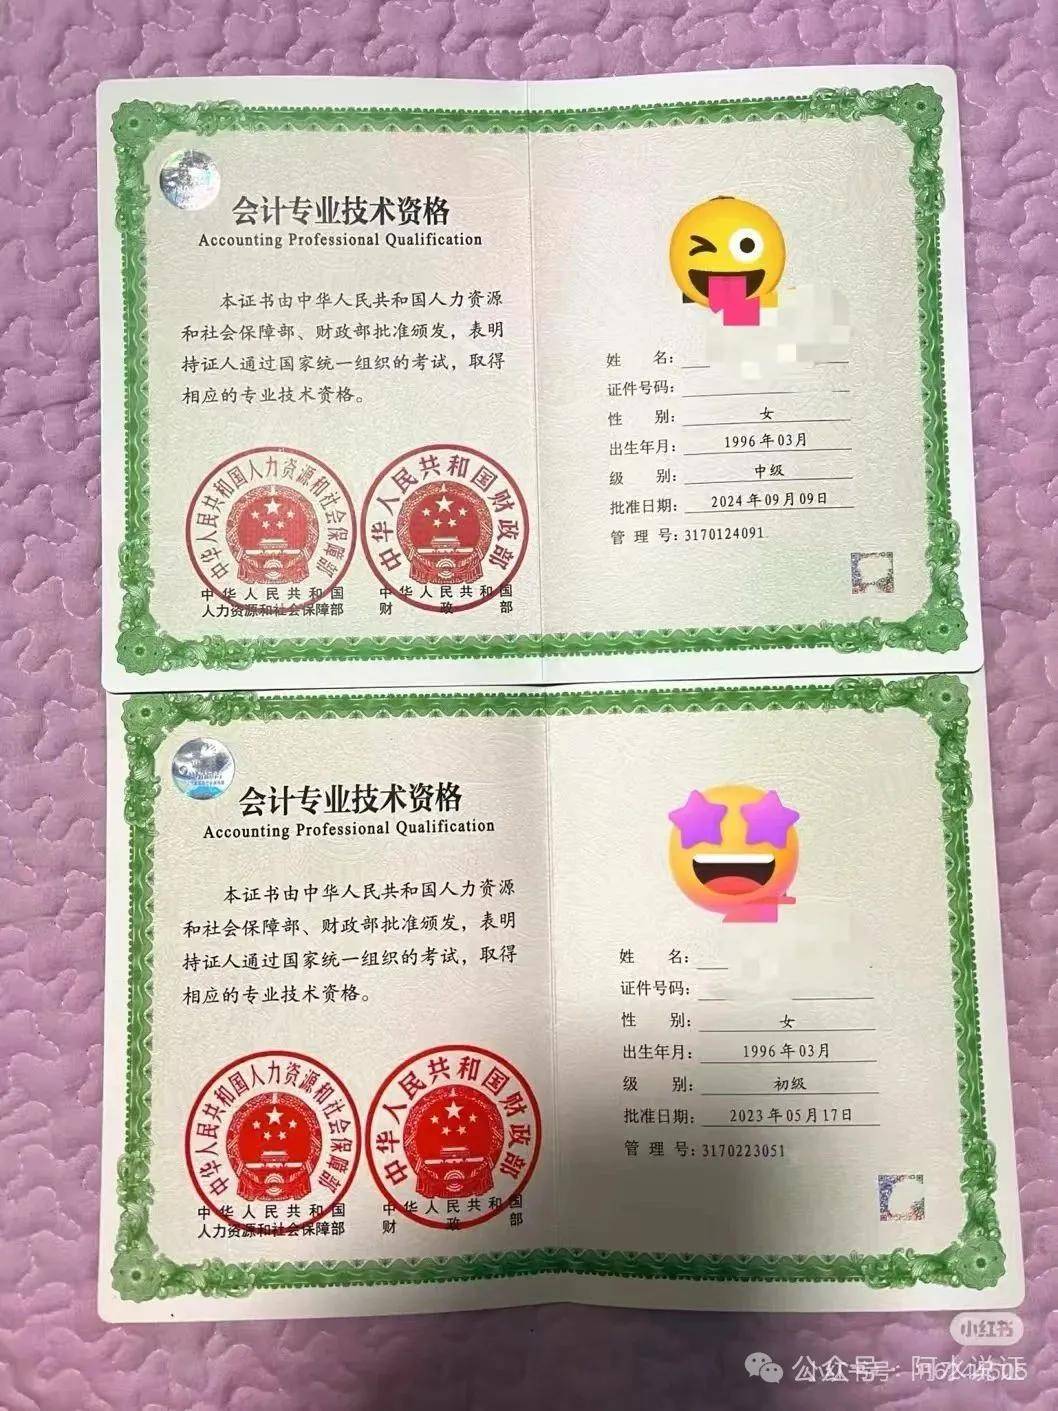 会计专业技术资格
Accounting Professional Qualification
本证书由中华人民共和国人力资源
和社会保障部、财政部批准颁发，表明
持证人通过国家统一组织的考试，取得
相应的专业技术资格。
中华人民共和国人力资源和社会保障部
中华人民共和国财政部
中华人民共和国
人力资源和社会保障部
中华人民共和国
财政部
姓名：
证件号码：
性别：女
出生年月：1996年03月
级别：中级
批准日期：2024年09月09日
管理号：3170124091
会计专业技术资格
Accounting Professional Qualification
本证书由中华人民共和国人力资源
和社会保障部、财政部批准颁发，表明
持证人通过国家统一组织的考试，取得
相应的专业技术资格。
中华人民共和国人力资源和社会保障部
中华人民共和国财政部
中华人民共和国
人力资源和社会保障部
中华人民共和国
财政部
姓名：
证件号码：
性别：女
出生年月：1996年03月
级别：初级
批准日期：2023年05月17日
管理号：3170223051
小红书
公众号：阿水说证